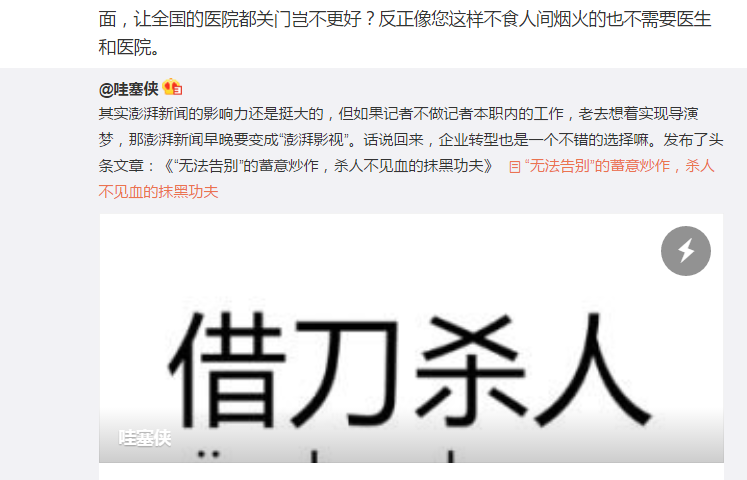 面，让全国的医院都关门岂不更好？反正像您这样不食人间烟火的也不需要医生
和医院。
@哇塞侠
其实澎湃新闻的影响力还是挺大的，但如果记者不做记者本职内的工作，老去想着实现导演
梦，那澎湃新闻早晚要变成“澎湃影视”。话说回来，企业转型也是一个不错的选择嘛。发布了头
条文章：《“无法告别”的蓄意炒作，杀人不见血的抹黑功夫》 “无法告别”的蓄意炒作，杀人
不见血的抹黑功夫
借刀杀人
哇塞侠